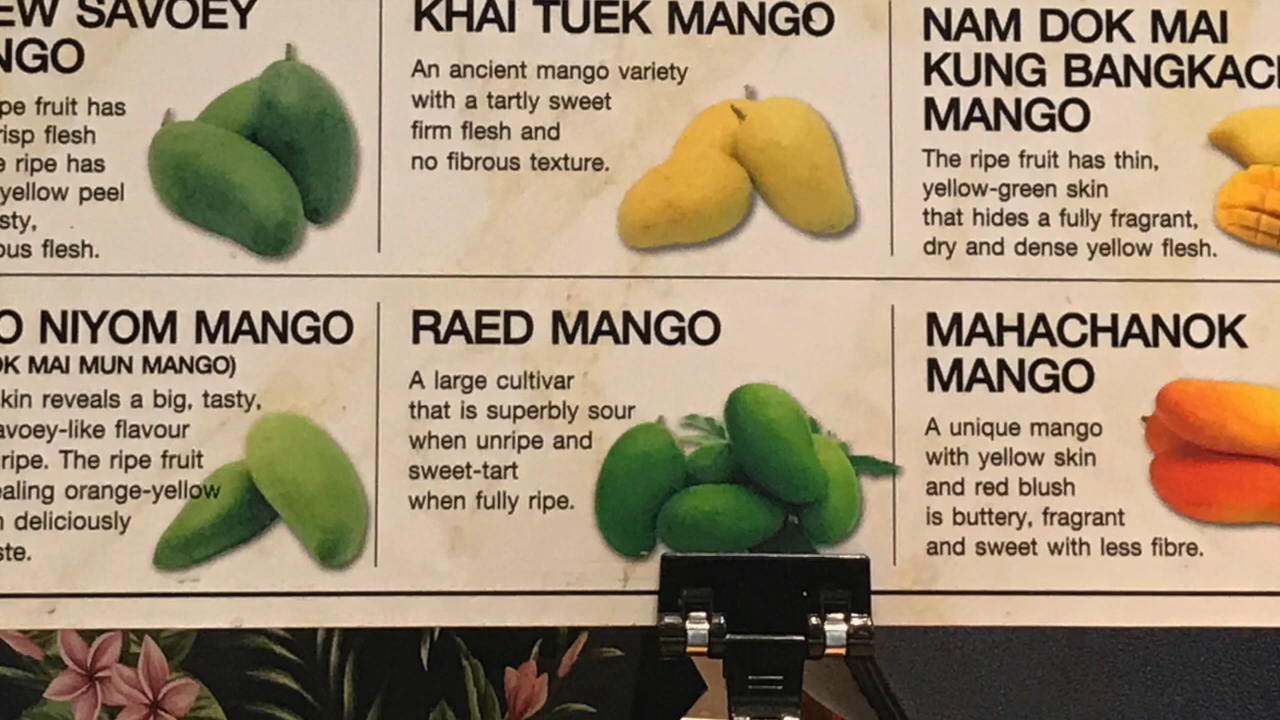 EW SAVOEY
NGO
pe fruit has
risp flesh
e ripe has
yellow peel
sty,
ous flesh.
KHAI TUEK MANGO
An ancient mango variety
with a tartly sweet
firm flesh and
no fibrous texture.
NAM DOK MAI
KUNG BANGKAC
MANGO
The ripe fruit has thin,
yellow-green skin
that hides a fully fragrant,
dry and dense yellow flesh.
O NIYOM MANGO
OK MAI MUN MANGO)
kin reveals a big, tasty,
avoey-like flavour
ripe. The ripe fruit
ealing orange-yellow
n deliciously
ste.
RAED MANGO
A large cultivar
that is superbly sour
when unripe and
sweet-tart
when fully ripe.
MAHACHANOK
MANGO
A unique mango
with yellow skin
and red blush
is buttery, fragrant
and sweet with less fibre.